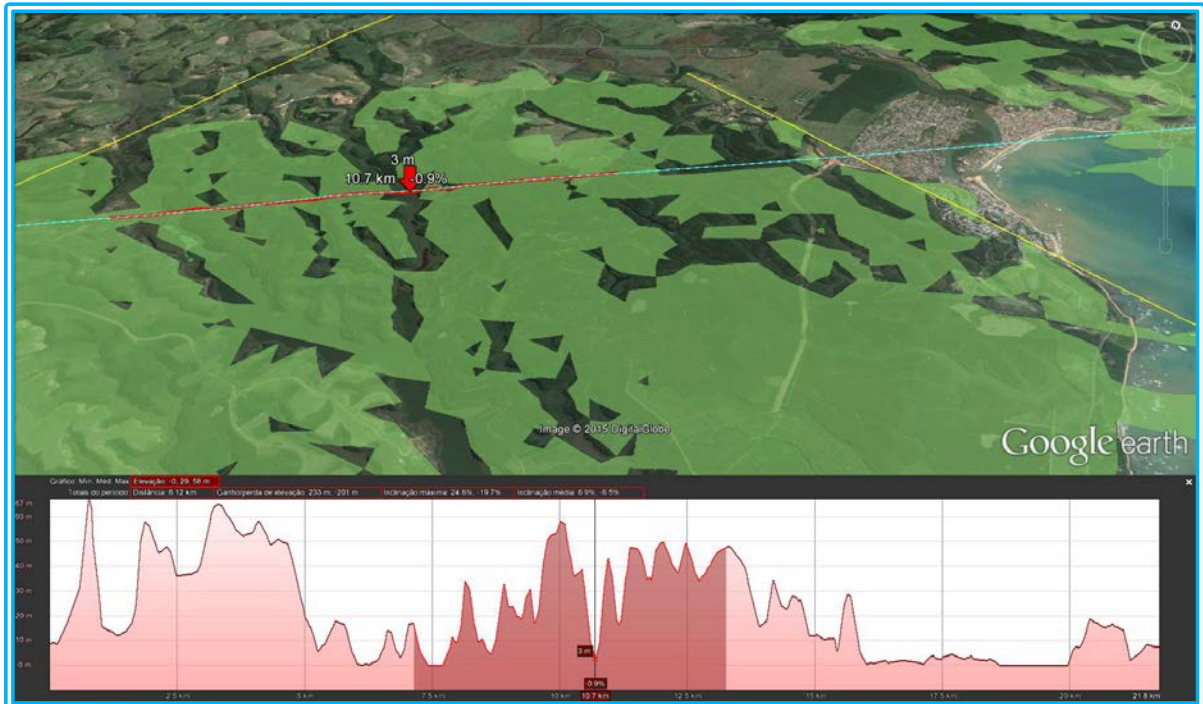 3 m
10.7 km -0.9%
Image © 2015 DigitalGlobe
Google earth
Gráfico: Mín, Méd, Máx Elevação: -0, 29, 58 m
Totais do período: Distância: 6.12 km Ganho/perda de elevação: 233 m, -201 m Inclinação máxima: 24.6%, -19.7% Inclinação média: 6.9%, -6.5%
67 m
60 m
50 m
40 m
30 m
20 m
10 m
-0 m
3 m
-0.9%
2.5 km 5 km 7.5 km 10 km 10.7 km 12.5 km 15 km 17.5 km 20 km 21.8 km